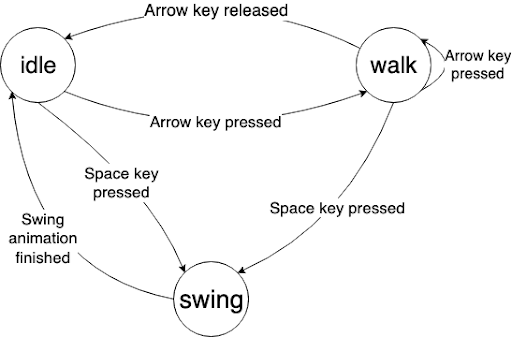 Arrow key released
idle
walk
Arrow key
pressed
Arrow key pressed
Space key
pressed
Space key pressed
Swing
animation
finished
swing